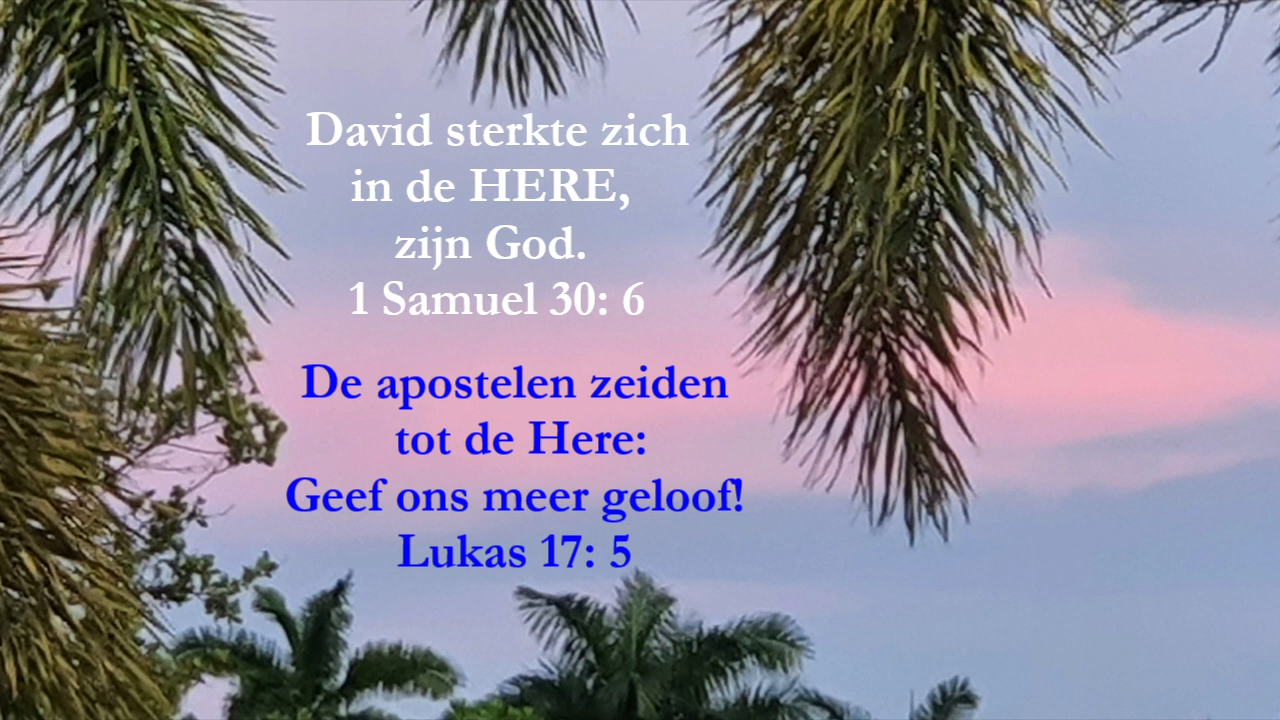 David sterkte zich
in de HERE,
zijn God.
1 Samuel 30: 6
De apostelen zeiden
tot de Here:
Geef ons meer geloof!
Lukas 17: 5